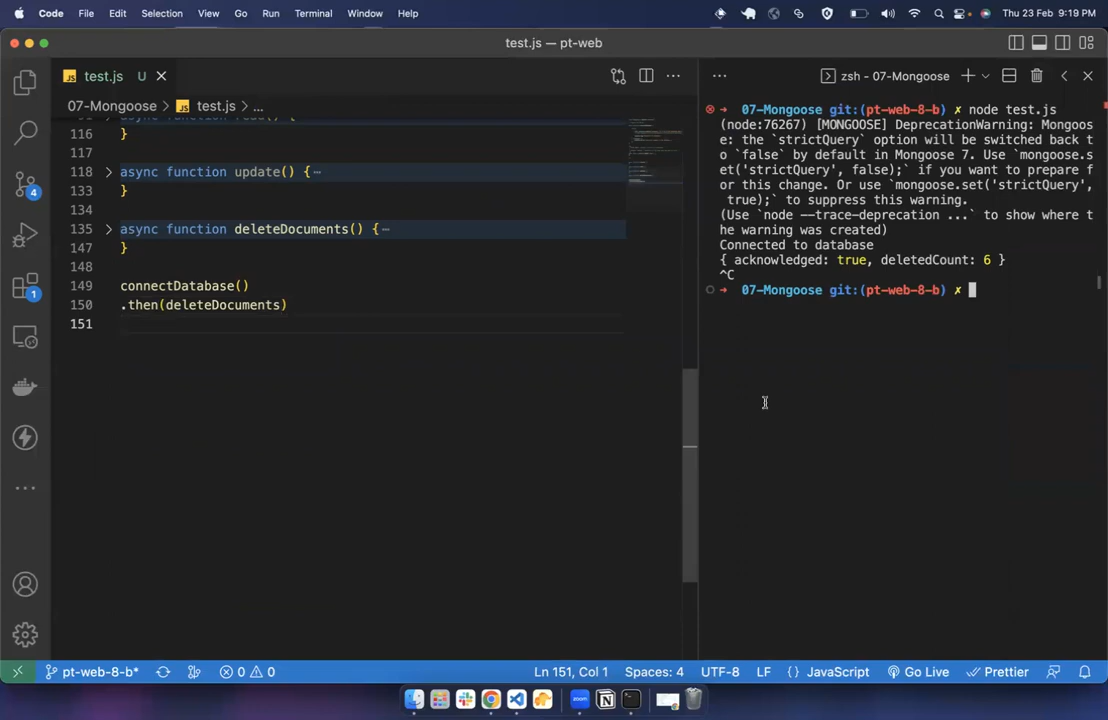 Code File Edit Selection View Go Run Terminal Window Help Thu 23 Feb 9:19 PM
test.js — pt-web
JS test.js U
zsh - 07-Mongoose
07-Mongoose > JS test.js > ...
116 }
117
118 async function update() {
133 }
134
135 async function deleteDocuments() {
147 }
148
149 connectDatabase()
150 .then(deleteDocuments)
151
07-Mongoose git:(pt-web-8-b) ✗ node test.js
(node:76267) [MONGOOSE] DeprecationWarning: Mongoos
e: the `strictQuery` option will be switched back t
o `false` by default in Mongoose 7. Use `mongoose.s
et('strictQuery', false);` if you want to prepare f
or this change. Or use `mongoose.set('strictQuery',
true);` to suppress this warning.
(Use `node --trace-deprecation ...` to show where t
he warning was created)
Connected to database
{ acknowledged: true, deletedCount: 6 }
^C
07-Mongoose git:(pt-web-8-b) ✗
4
1
pt-web-8-b* 0 0 Ln 151, Col 1 Spaces: 4 UTF-8 LF {} JavaScript Go Live Prettier
zoom